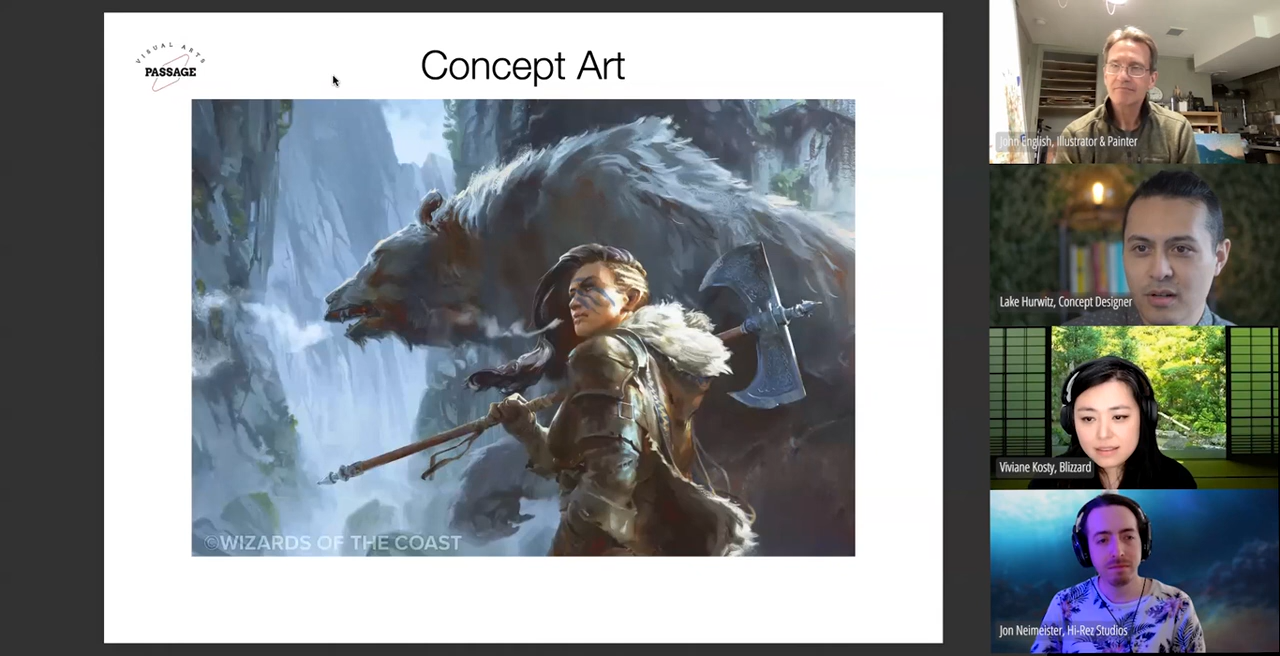 VISUAL ARTS
PASSAGE
Concept Art
©WIZARDS OF THE COAST
John English, Illustrator & Painter
Lake Hurwitz, Concept Designer
Viviane Kosty, Blizzard
Jon Neimeister, Hi-Rez Studios